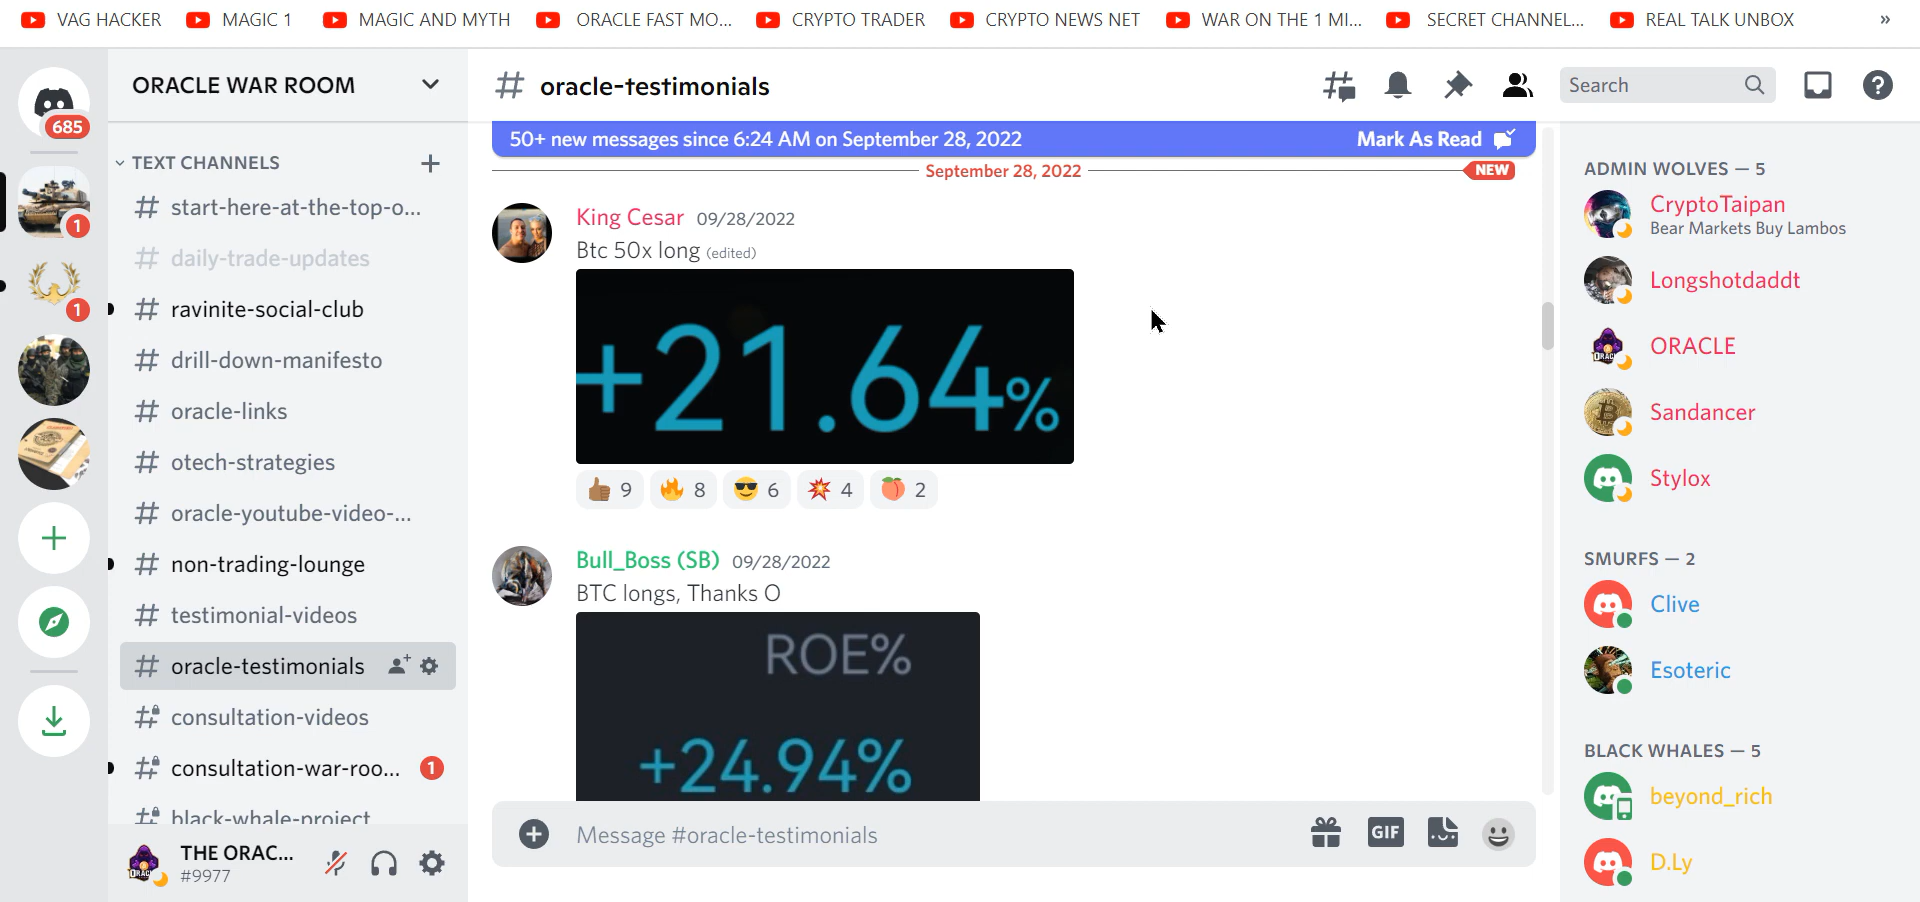 VAG HACKER MAGIC 1 MAGIC AND MYTH ORACLE FAST MO... CRYPTO TRADER CRYPTO NEWS NET WAR ON THE 1 MI... SECRET CHANNEL... REAL TALK UNBOX »
685
1
1
ORACLE WAR ROOM
TEXT CHANNELS +
# start-here-at-the-top-o...
# daily-trade-updates
# ravinite-social-club
# drill-down-manifesto
# oracle-links
# otech-strategies
# oracle-youtube-video-...
# non-trading-lounge
# testimonial-videos
# oracle-testimonials
# consultation-videos
# consultation-war-roo... 1
# black-whale-project
THE ORAC...
#9977
# oracle-testimonials
Search
50+ new messages since 6:24 AM on September 28, 2022 Mark As Read
September 28, 2022 NEW
King Cesar 09/28/2022
Btc 50x long (edited)
+21.64%
9 8 6 4 2
Bull_Boss (SB) 09/28/2022
BTC longs, Thanks O
ROE%
+24.94%
Message #oracle-testimonials
GIF
ADMIN WOLVES — 5
CryptoTaipan
Bear Markets Buy Lambos
Longshotdaddt
ORACLE
Sandancer
Stylox
SMURFS — 2
Clive
Esoteric
BLACK WHALES — 5
beyond_rich
D.Ly